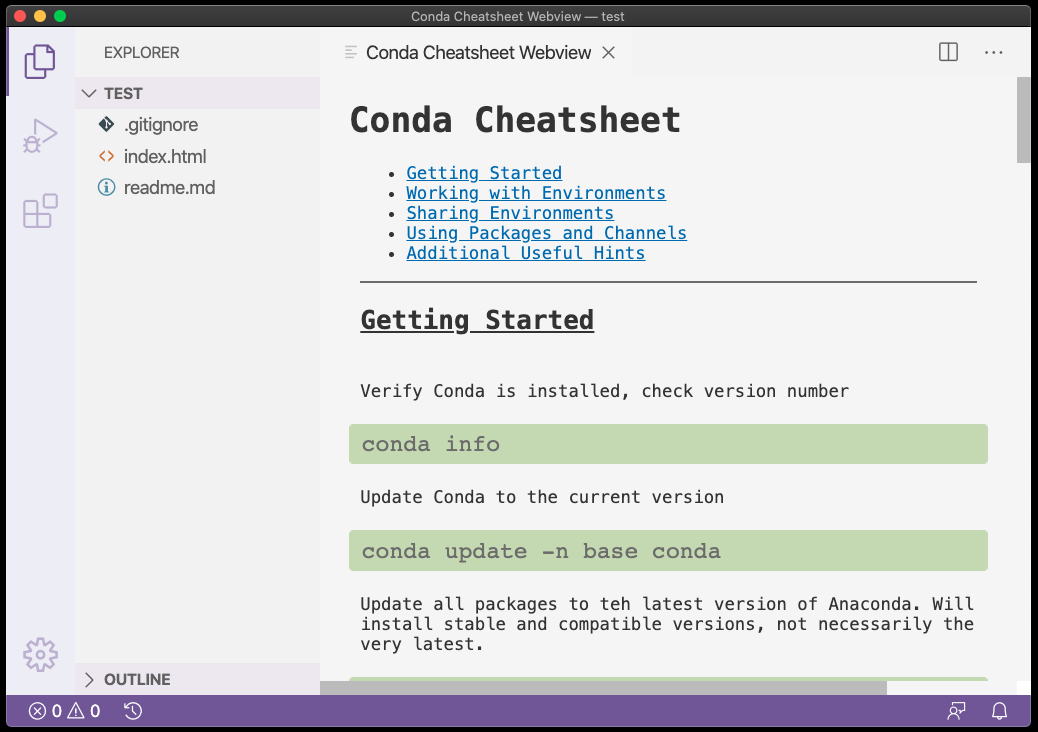 Conda Cheatsheet Webview — test
EXPLORER
Conda Cheatsheet Webview
TEST
.gitignore
index.html
readme.md
Conda Cheatsheet
Getting Started
Working with Environments
Sharing Environments
Using Packages and Channels
Additional Useful Hints
Getting Started
Verify Conda is installed, check version number
conda info
Update Conda to the current version
conda update -n base conda
Update all packages to teh latest version of Anaconda. Will
install stable and compatible versions, not necessarily the
very latest.
OUTLINE
0 0